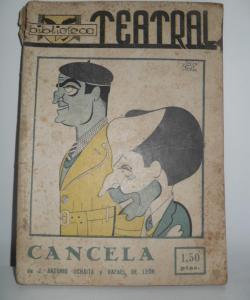 biblioteca TEATRAL
CANCELA
de J. ANTONIO OCHAITA y RAFAEL DE LEÓN
1,50
ptas.